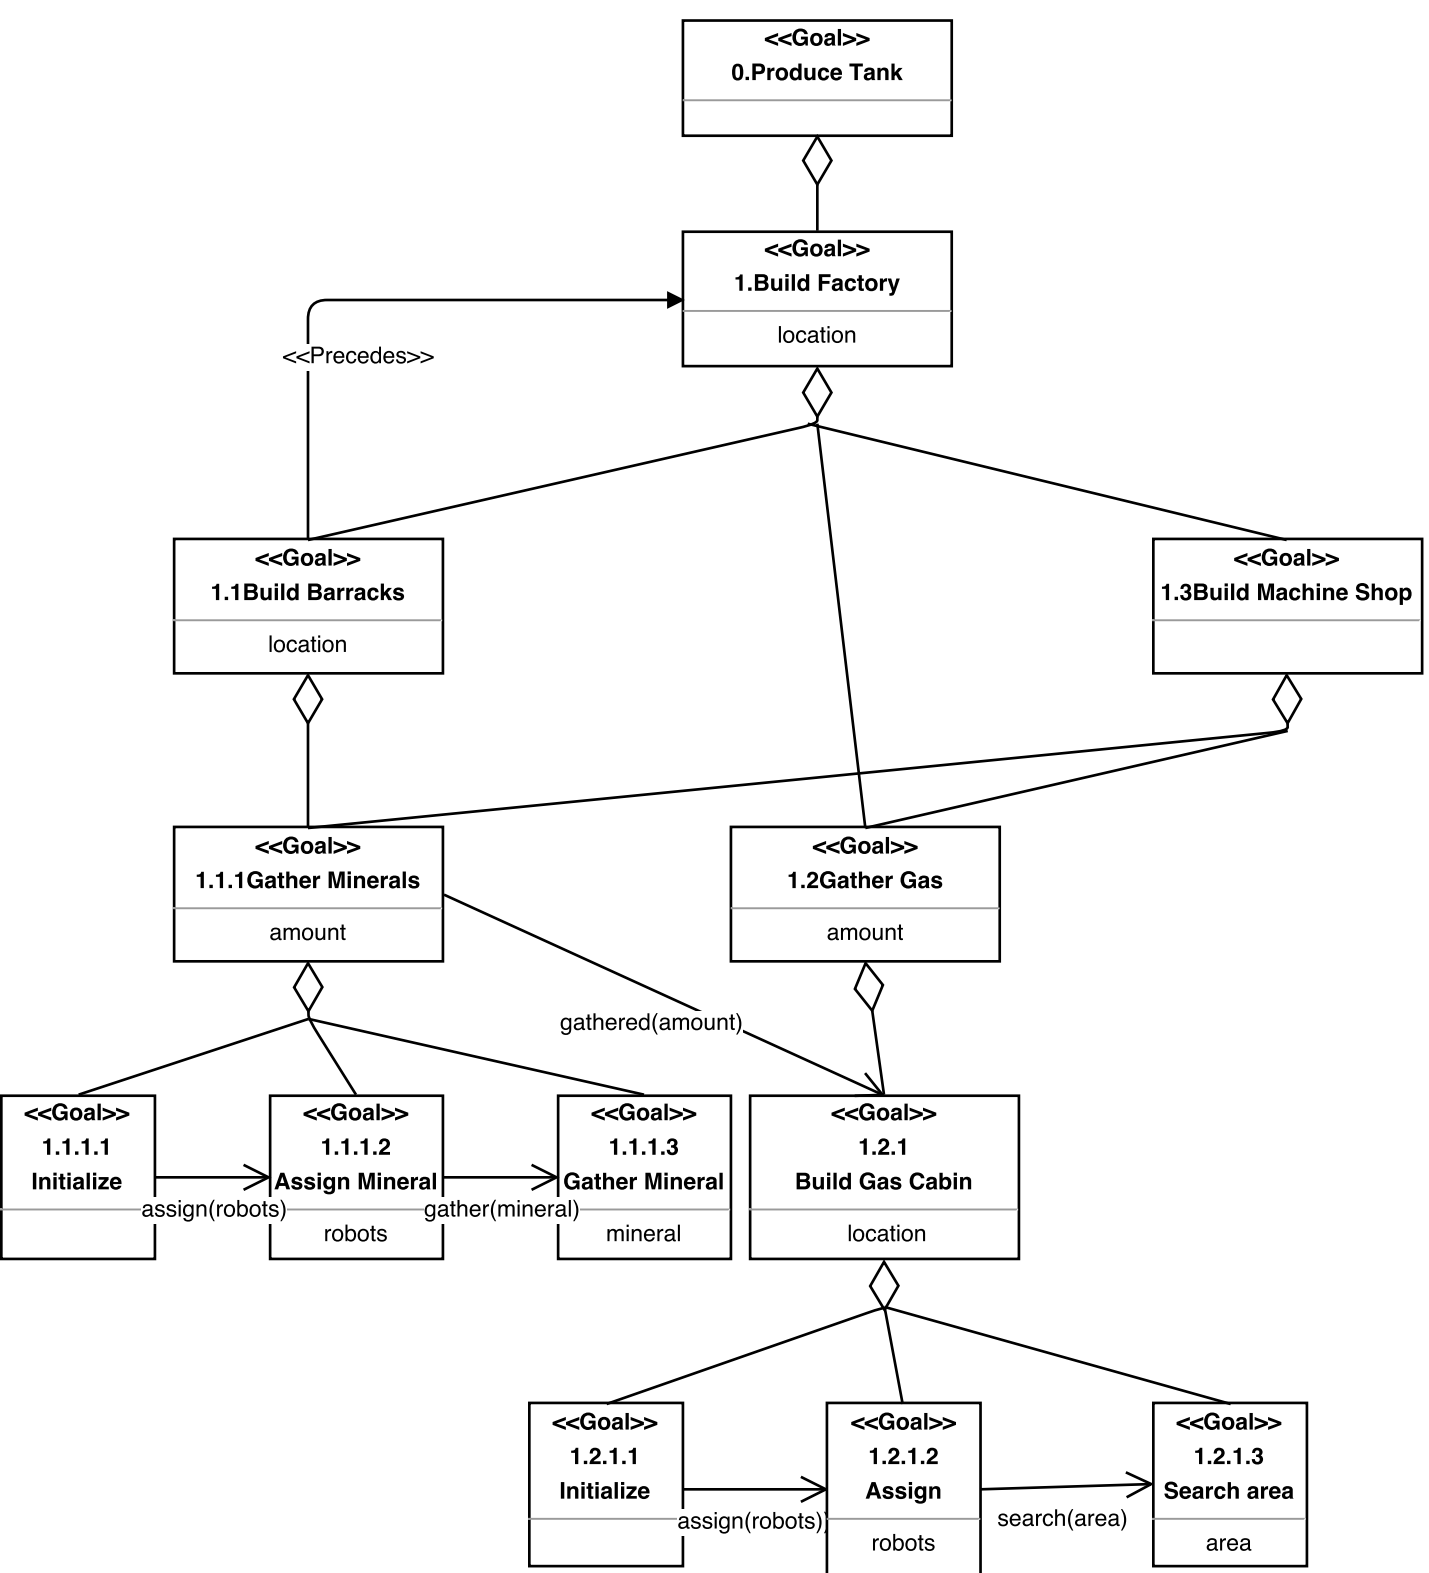 <<Goal>>
0.Produce Tank
<<Goal>>
1.Build Factory
location
<<Precedes>>
<<Goal>>
1.1Build Barracks
location
<<Goal>>
1.3Build Machine Shop
<<Goal>>
1.1.1Gather Minerals
amount
<<Goal>>
1.2Gather Gas
amount
gathered(amount)
<<Goal>>
1.1.1.1
Initialize
assign(robots)
<<Goal>>
1.1.1.2
Assign Mineral
robots
gather(mineral)
<<Goal>>
1.1.1.3
Gather Mineral
mineral
<<Goal>>
1.2.1
Build Gas Cabin
location
<<Goal>>
1.2.1.1
Initialize
assign(robots))
<<Goal>>
1.2.1.2
Assign
robots
search(area)
<<Goal>>
1.2.1.3
Search area
area